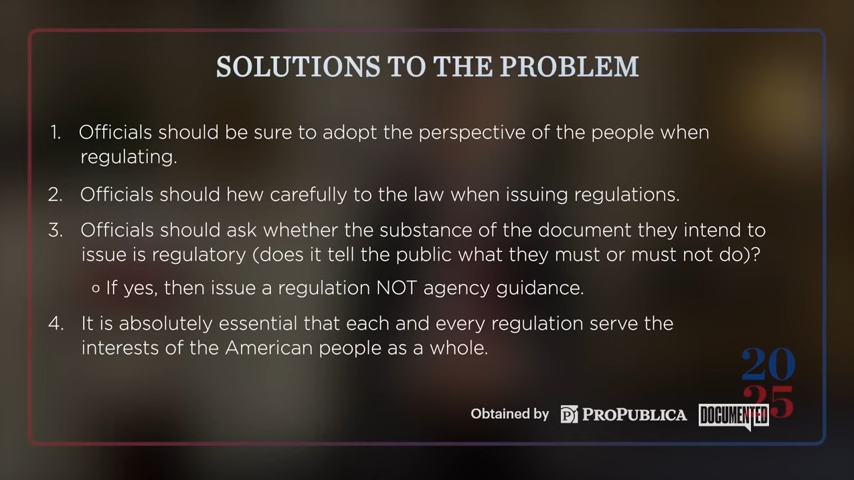 SOLUTIONS TO THE PROBLEM
1. Officials should be sure to adopt the perspective of the people when
regulating.
2. Officials should hew carefully to the law when issuing regulations.
3. Officials should ask whether the substance of the document they intend to
issue is regulatory (does it tell the public what they must or must not do)?
o If yes, then issue a regulation NOT agency guidance.
4. It is absolutely essential that each and every regulation serve the
interests of the American people as a whole.
20
25
Obtained by PROPUBLICA DOCUMENTED